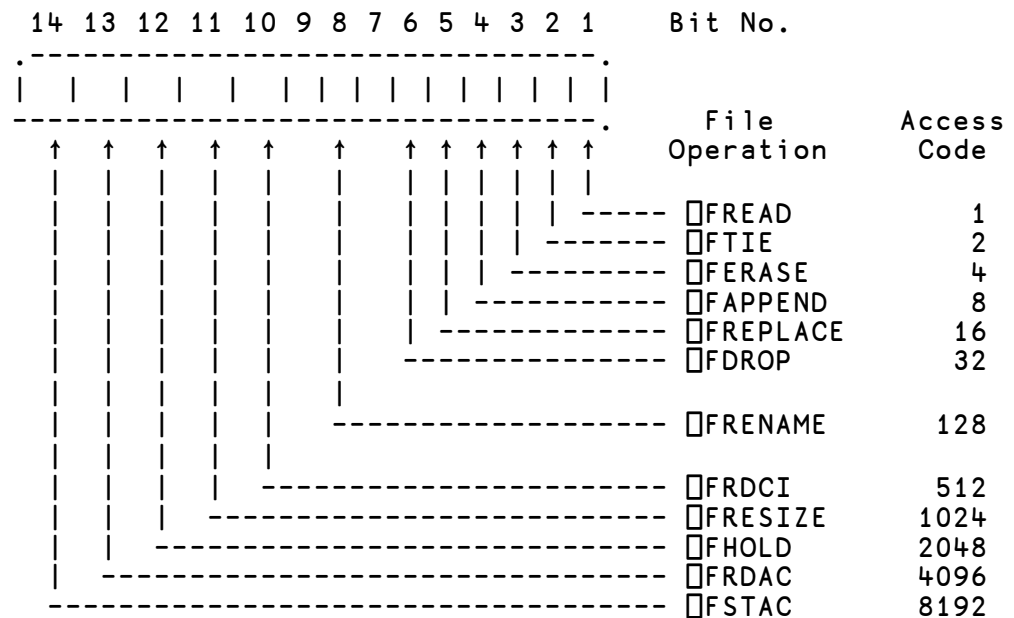 14 13 12 11 10 9 8 7 6 5 4 3 2 1 Bit No.
File Access
Operation Code
⎕FREAD 1
⎕FTIE 2
⎕FERASE 4
⎕FAPPEND 8
⎕FREPLACE 16
⎕FDROP 32
⎕FRENAME 128
⎕FRDCI 512
⎕FRESIZE 1024
⎕FHOLD 2048
⎕FRDAC 4096
⎕FSTAC 8192